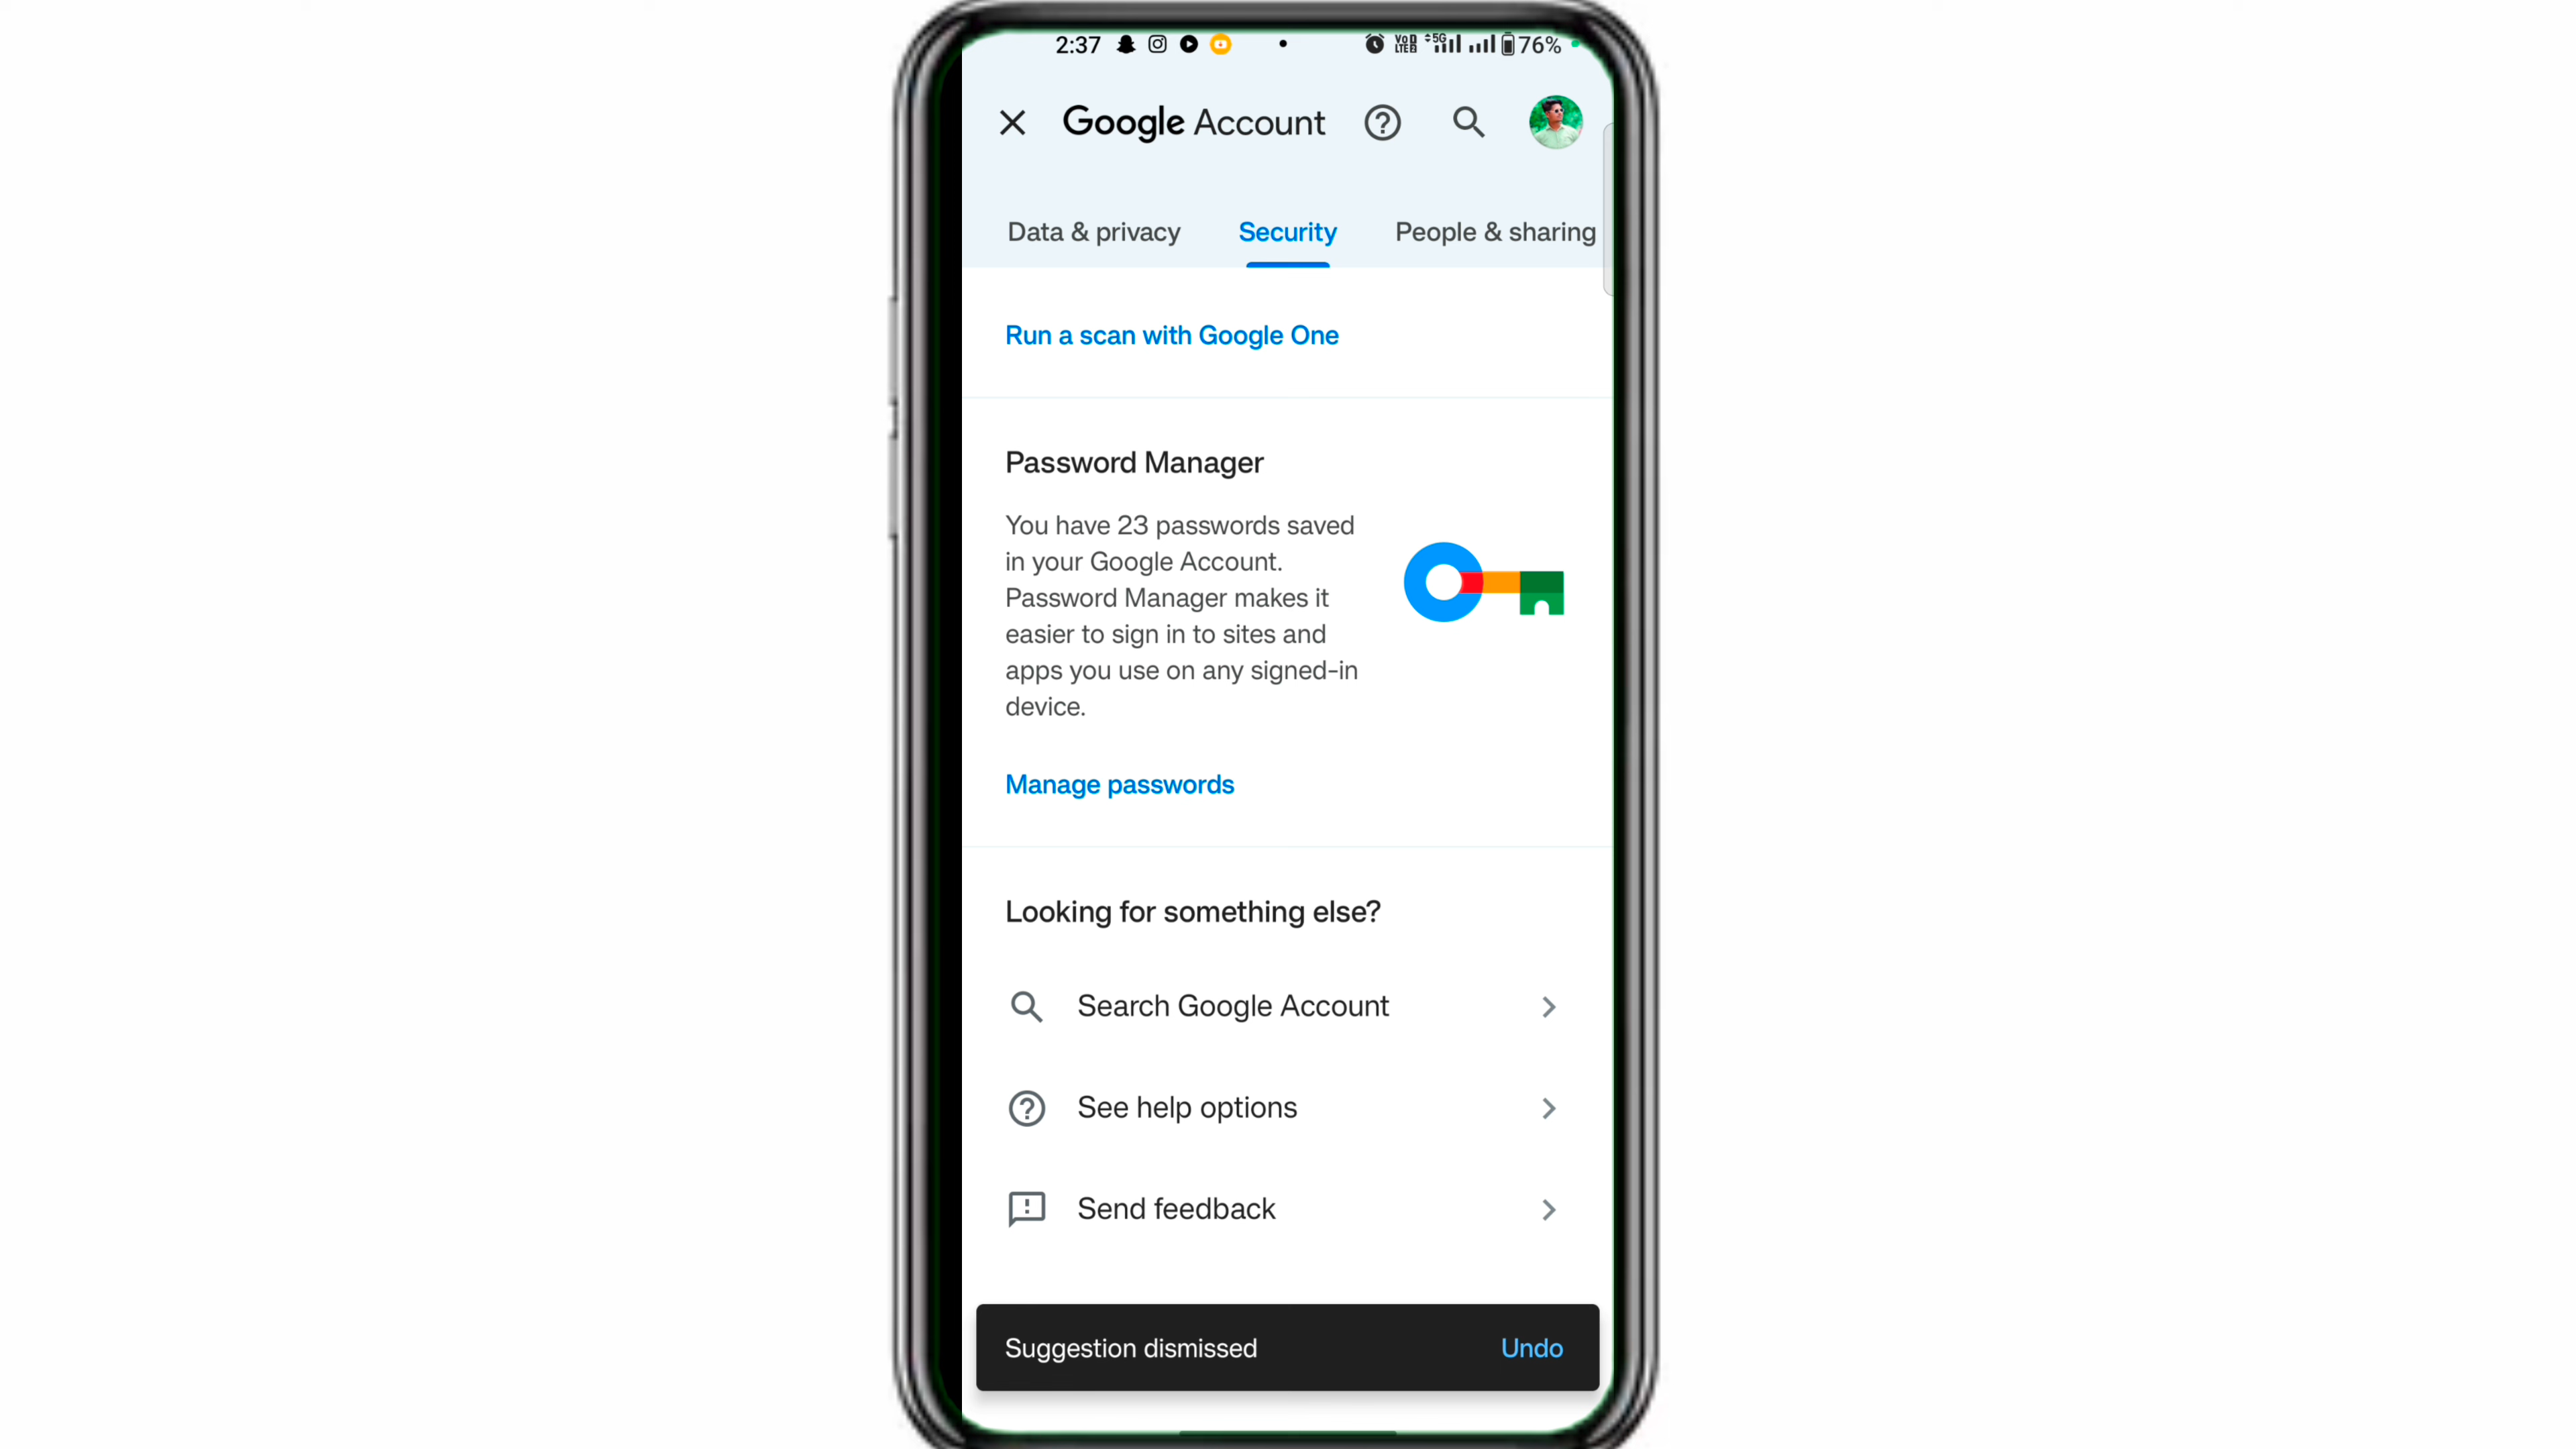 2:37 76%
Google Account
Data & privacy Security People & sharing
Run a scan with Google One
Password Manager
You have 23 passwords saved
in your Google Account.
Password Manager makes it
easier to sign in to sites and
apps you use on any signed-in
device.
Manage passwords
Looking for something else?
Search Google Account
See help options
Send feedback
Suggestion dismissed Undo